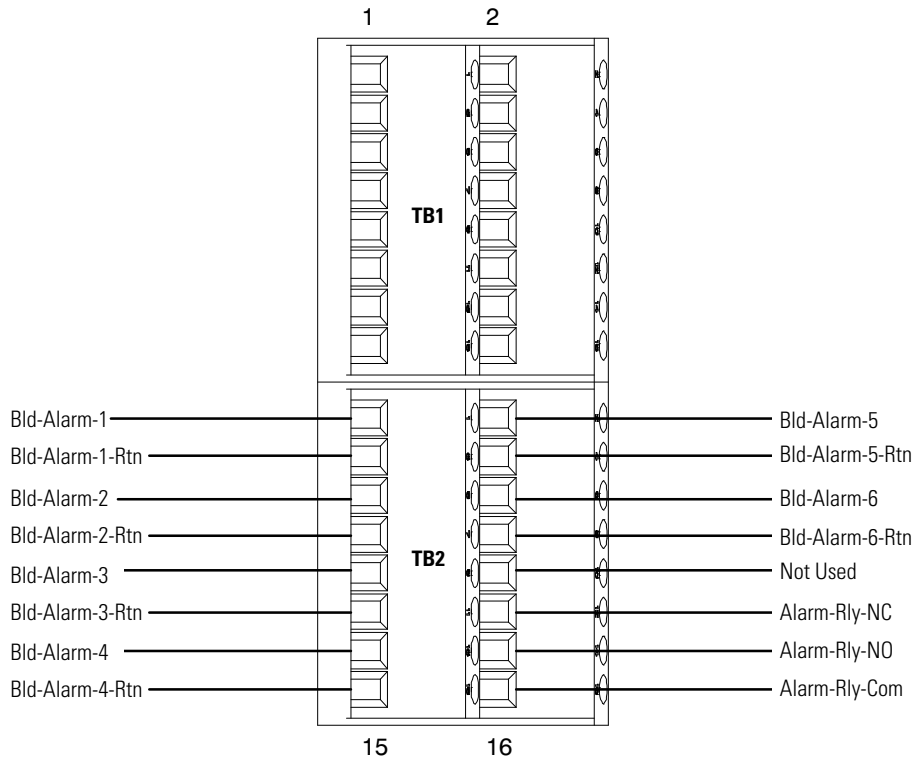 1 2
TB1
Bld-Alarm-1 Bld-Alarm-5
Bld-Alarm-1-Rtn Bld-Alarm-5-Rtn
Bld-Alarm-2 Bld-Alarm-6
Bld-Alarm-2-Rtn Bld-Alarm-6-Rtn
TB2
Bld-Alarm-3 Not Used
Bld-Alarm-3-Rtn Alarm-Rly-NC
Bld-Alarm-4 Alarm-Rly-NO
Bld-Alarm-4-Rtn Alarm-Rly-Com
15 16